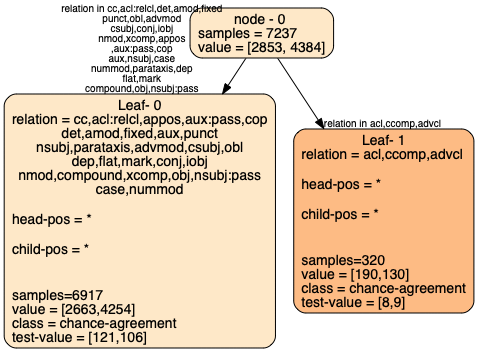 relation in cc,acl:relcl,det,amod,fixed
punct,obl,advmod
csubj,conj,iobj
nmod,xcomp,appos
,aux:pass,cop
aux,nsubj,case
nummod,parataxis,dep
flat,mark
compound,obj,nsubj:pass
node - 0
samples = 7237
value = [2853, 4384]
Leaf- 0
relation = cc,acl:relcl,appos,aux:pass,cop
det,amod,fixed,aux,punct
nsubj,parataxis,advmod,csubj,obl
dep,flat,mark,conj,iobj
nmod,compound,xcomp,obj,nsubj:pass
case,nummod
head-pos = *
child-pos = *
samples=6917
value = [2663,4254]
class = chance-agreement
test-value = [121,106]
relation in acl,ccomp,advcl
Leaf- 1
relation = acl,ccomp,advcl
head-pos = *
child-pos = *
samples=320
value = [190,130]
class = chance-agreement
test-value = [8,9]